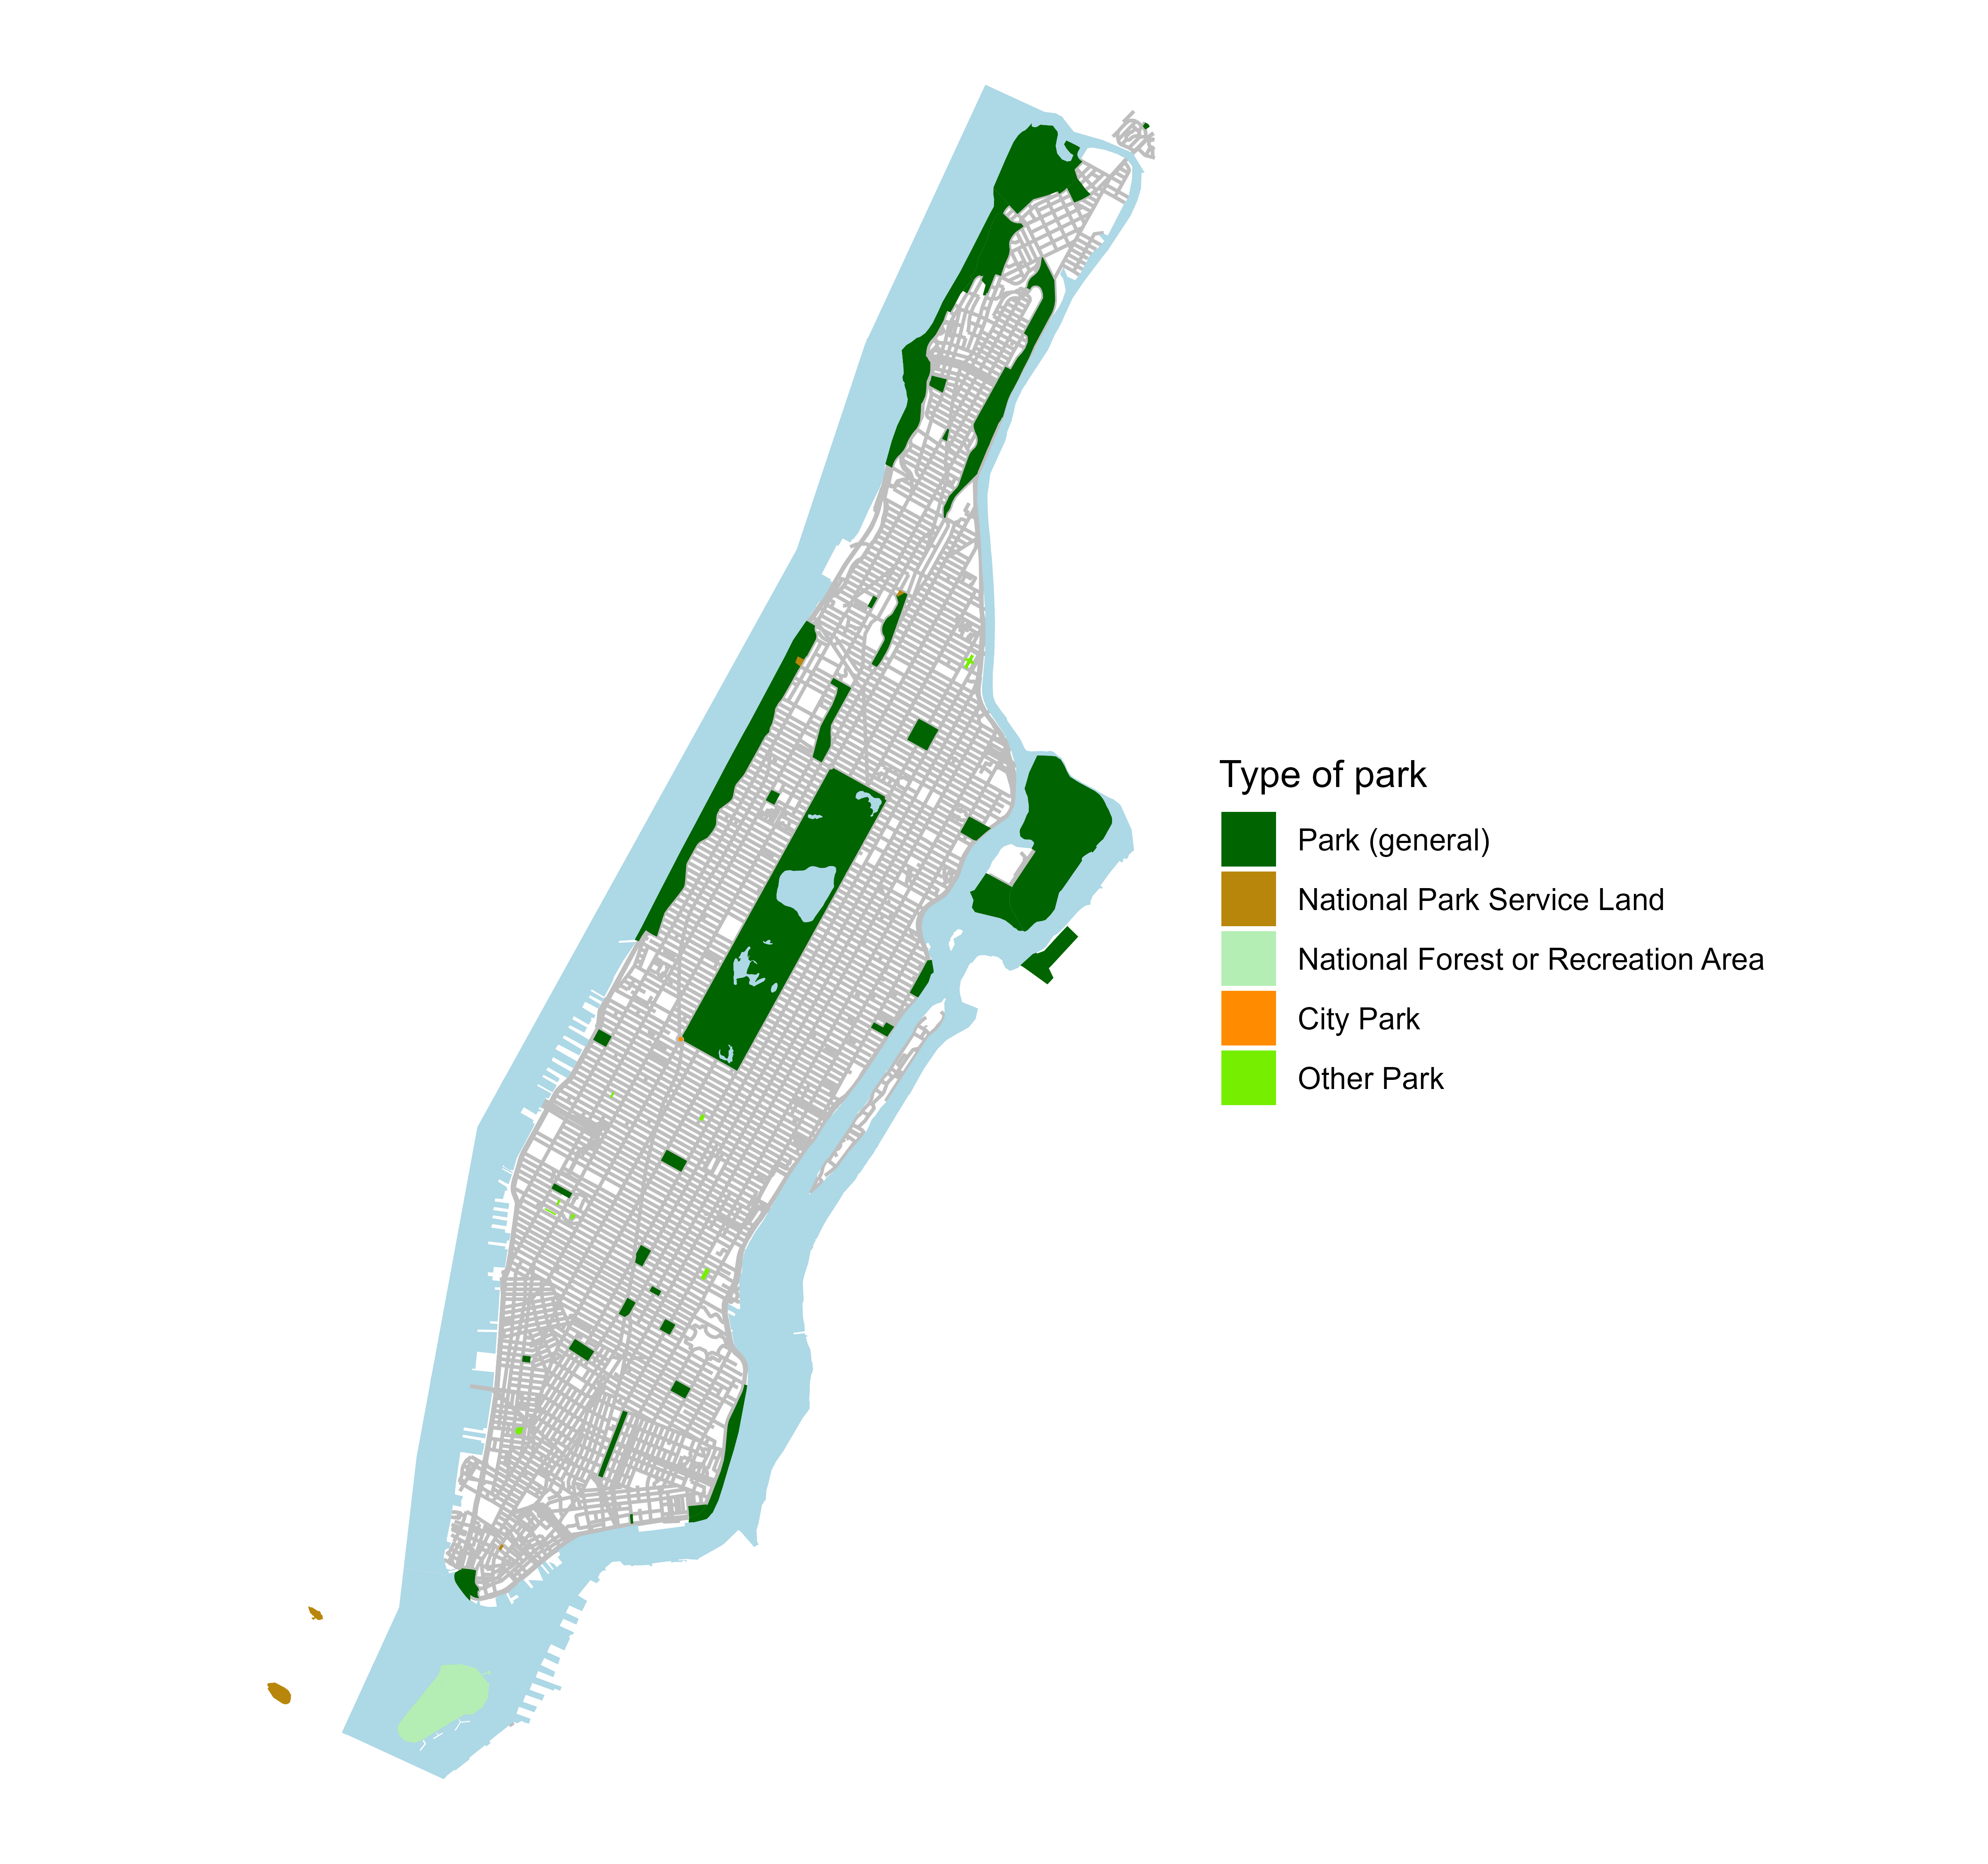 Type of park
Park (general)
National Park Service Land
National Forest or Recreation Area
City Park
Other Park